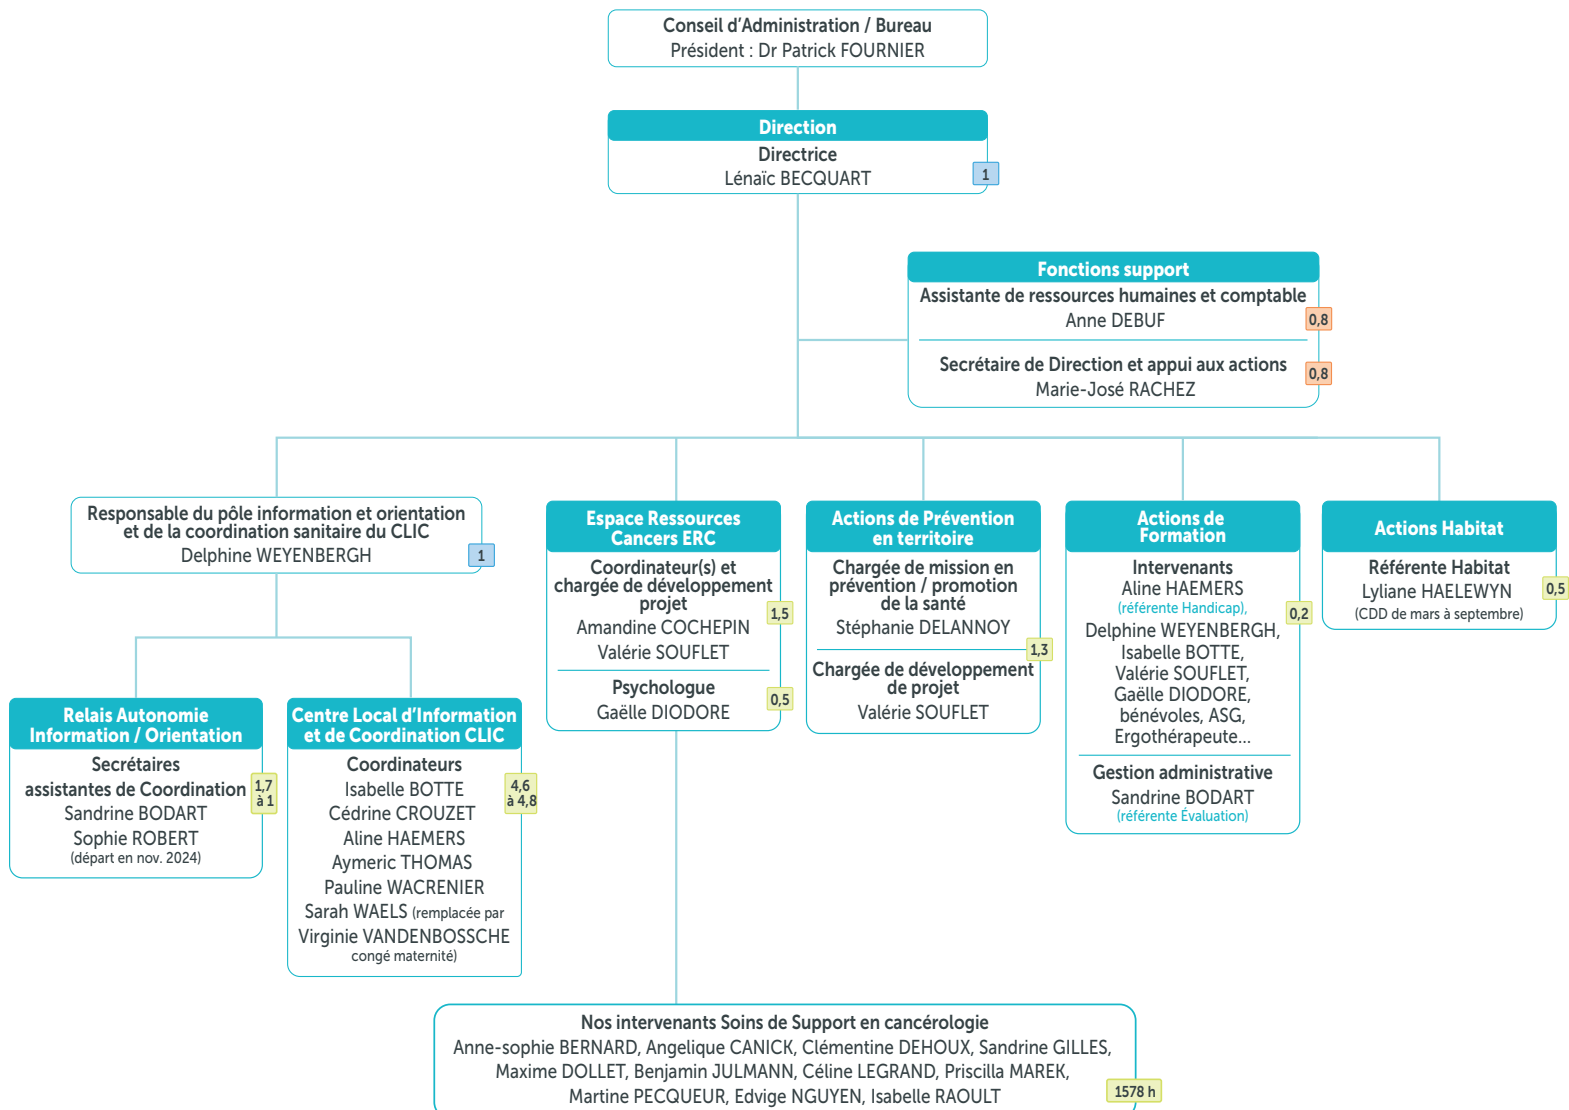 Conseil d'Administration / Bureau
Président : Dr Patrick FOURNIER
Direction
Directrice
Lénaïc BECQUART
1
Fonctions support
Assistante de ressources humaines et comptable
Anne DEBUF
0,8
Secrétaire de Direction et appui aux actions
Marie-José RACHEZ
0,8
Responsable du pôle information et orientation
et de la coordination sanitaire du CLIC
Delphine WEYENBERGH
1
Relais Autonomie
Information / Orientation
Secrétaires
assistantes de Coordination
Sandrine BODART
Sophie ROBERT
(départ en nov. 2024)
1,7
à 1
Centre Local d'Information
et de Coordination CLIC
Coordinateurs
Isabelle BOTTE
Cédrine CROUZET
Aline HAEMERS
Aymeric THOMAS
Pauline WACRENIER
Sarah WAELS (remplacée par
Virginie VANDENBOSSCHE
congé maternité)
4,6
à 4,8
Espace Ressources
Cancers ERC
Coordinateur(s) et
chargée de développement
projet
Amandine COCHEPIN
Valérie SOUFLET
1,5
Psychologue
Gaëlle DIODORE
0,5
Actions de Prévention
en territoire
Chargée de mission en
prévention / promotion
de la santé
Stéphanie DELANNOY
1,3
Chargée de développement
de projet
Valérie SOUFLET
Actions de
Formation
Intervenants
Aline HAEMERS
(référente Handicap),
Delphine WEYENBERGH,
Isabelle BOTTE,
Valérie SOUFLET,
Gaëlle DIODORE,
bénévoles, ASG,
Ergothérapeute...
0,2
Gestion administrative
Sandrine BODART
(référente Évaluation)
Actions Habitat
Référente Habitat
Lyliane HAELEWYN
(CDD de mars à septembre)
0,5
Nos intervenants Soins de Support en cancérologie
Anne-sophie BERNARD, Angelique CANICK, Clémentine DEHOUX, Sandrine GILLES,
Maxime DOLLET, Benjamin JULMANN, Céline LEGRAND, Priscilla MAREK,
Martine PECQUEUR, Edvige NGUYEN, Isabelle RAOULT
1578 h